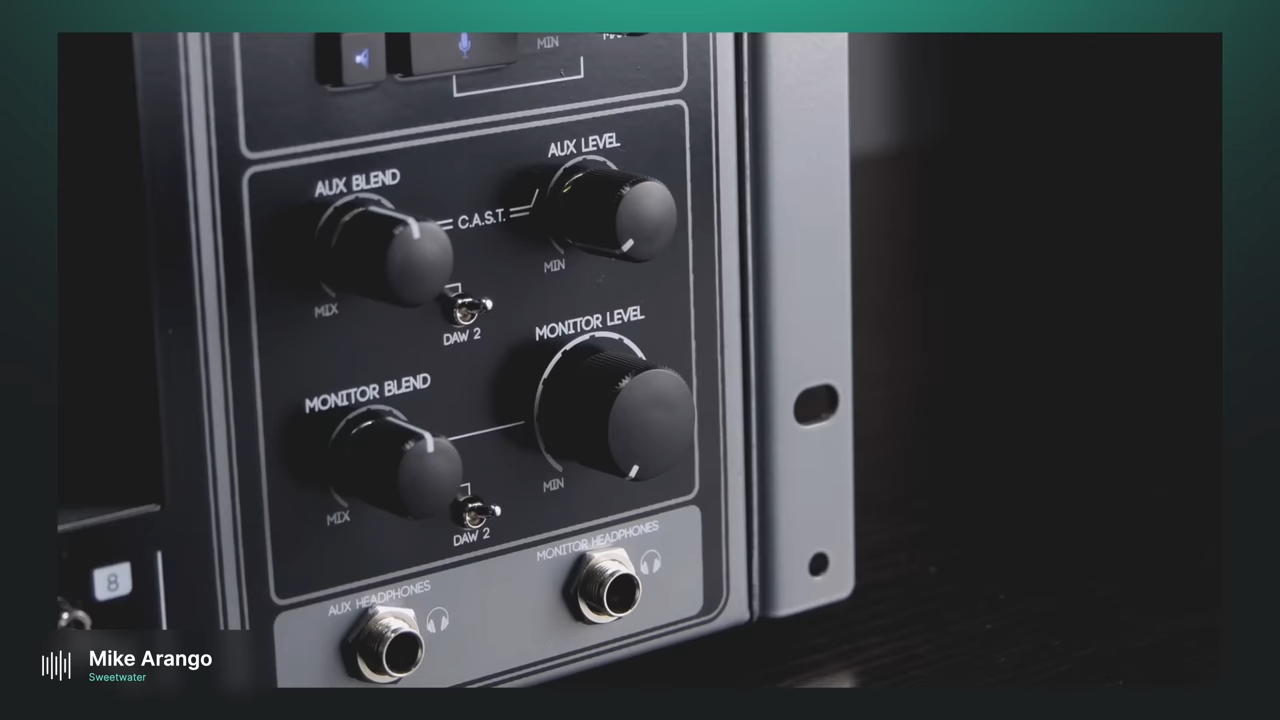 MIN
AUX LEVEL
AUX BLEND
C.A.S.T.
MIN
MIX
DAW 2
MONITOR LEVEL
MONITOR BLEND
MIN
MIX
DAW 2
MONITOR HEADPHONES
AUX HEADPHONES
8
Mike Arango
Sweetwater